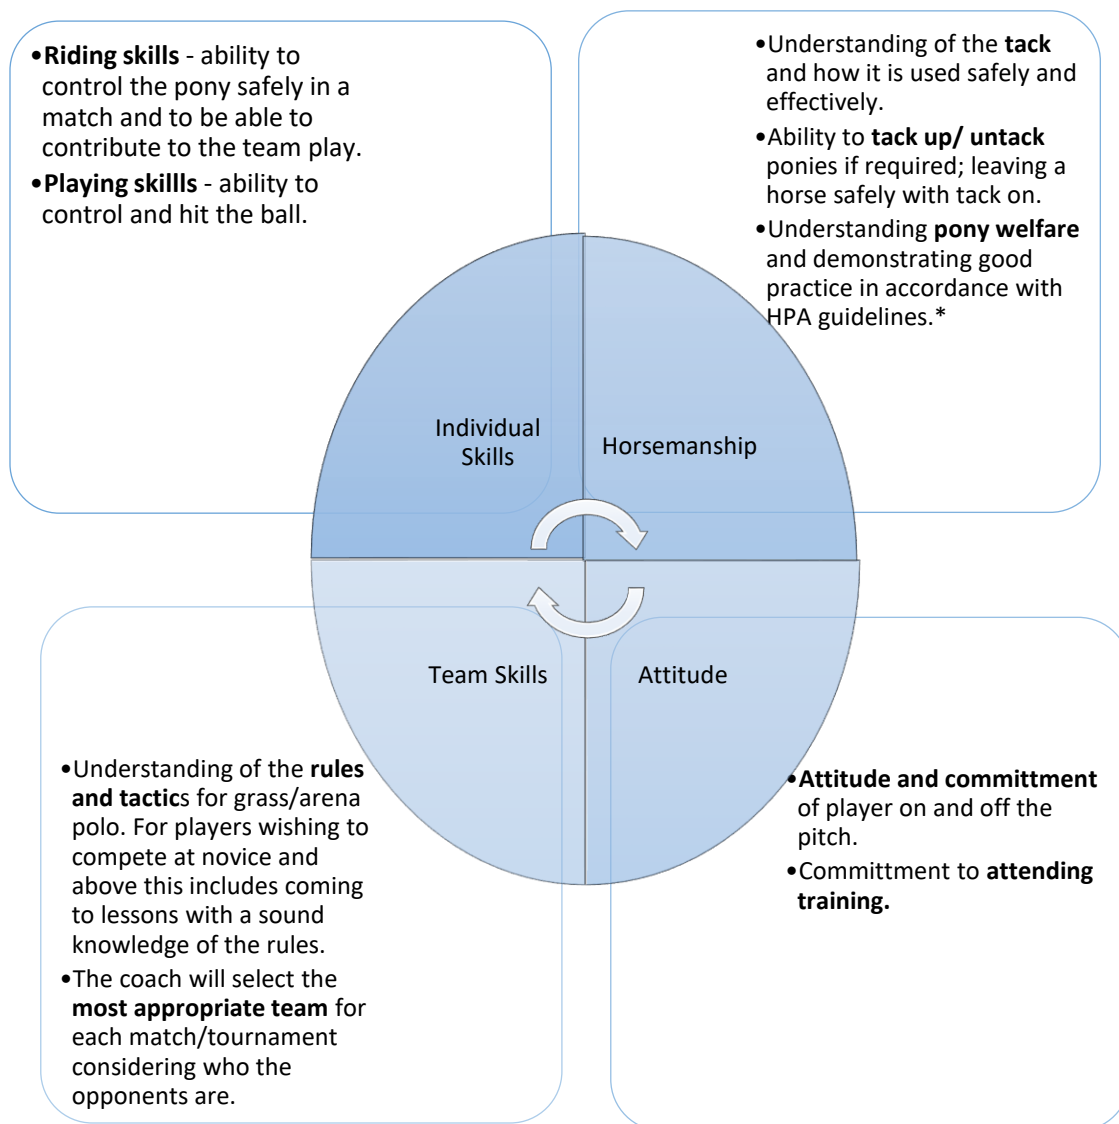 •Riding skills - ability to
control the pony safely in a
match and to be able to
contribute to the team play.
•Playing skillls - ability to
control and hit the ball.
•Understanding of the tack
and how it is used safely and
effectively.
•Ability to tack up/ untack
ponies if required; leaving a
horse safely with tack on.
•Understanding pony welfare
and demonstrating good
practice in accordance with
HPA guidelines.*
Individual
Skills
Horsemanship
Team Skills
Attitude
•Understanding of the rules
and tactics for grass/arena
polo. For players wishing to
compete at novice and
above this includes coming
to lessons with a sound
knowledge of the rules.
•The coach will select the
most appropriate team for
each match/tournament
considering who the
opponents are.
•Attitude and committment
of player on and off the
pitch.
•Committment to attending
training.